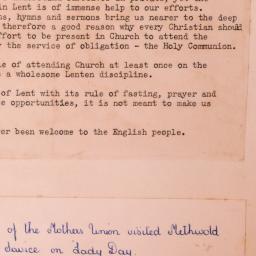 in Lent is of immense help to our efforts.
ns, hymns and sermons bring us nearer to the deep
therefore a good reason why every Christian should
ffort to be present in Church to attend the
the service of obligation - the Holy Communion.
le of attending Church at least once on the
a wholesome Lenten discipline.
of Lent with its rule of fasting, prayer and
e opportunities, it is not meant to make us
er been welcome to the English people.
of the Mothers Union visited Methwold
device on Lady Day.